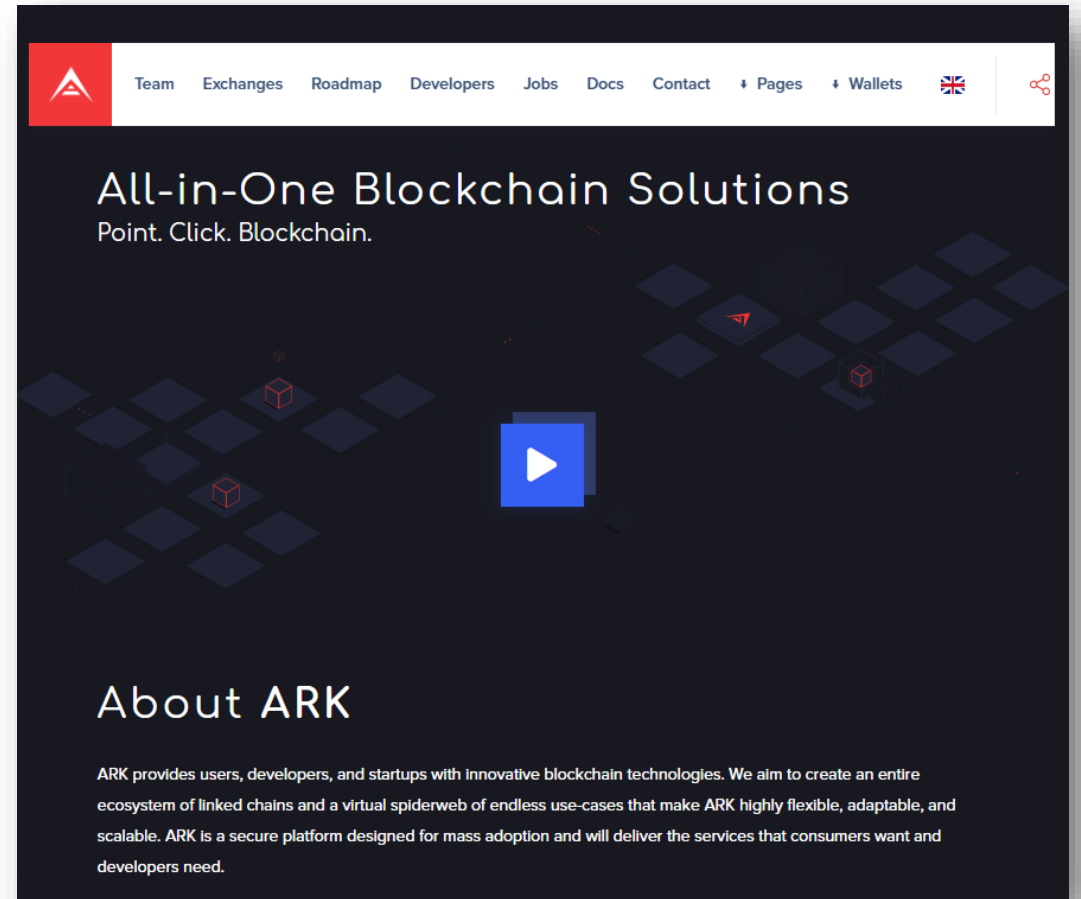 Team Exchanges Roadmap Developers Jobs Docs Contact Pages Wallets
All-in-One Blockchain Solutions
Point. Click. Blockchain.
About ARK
ARK provides users, developers, and startups with innovative blockchain technologies. We aim to create an entire
ecosystem of linked chains and a virtual spiderweb of endless use-cases that make ARK highly flexible, adaptable, and
scalable. ARK is a secure platform designed for mass adoption and will deliver the services that consumers want and
developers need.